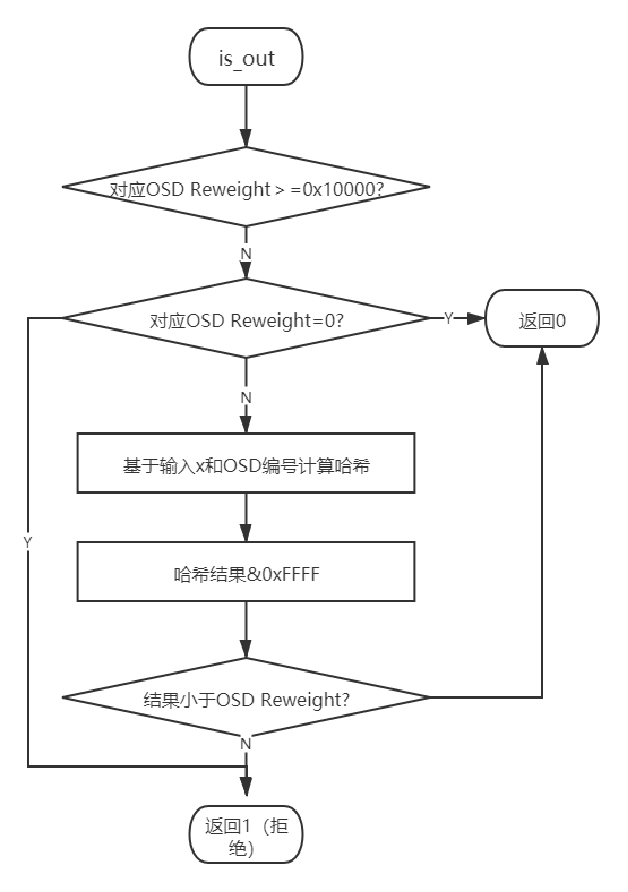 is_out
对应OSD Reweight＞=0x10000?
N
对应OSD Reweight=0?
Y
返回0
N
基于输入x和OSD编号计算哈希
Y
哈希结果&0xFFFF
结果小于OSD Reweight?
N
返回1（拒
绝）